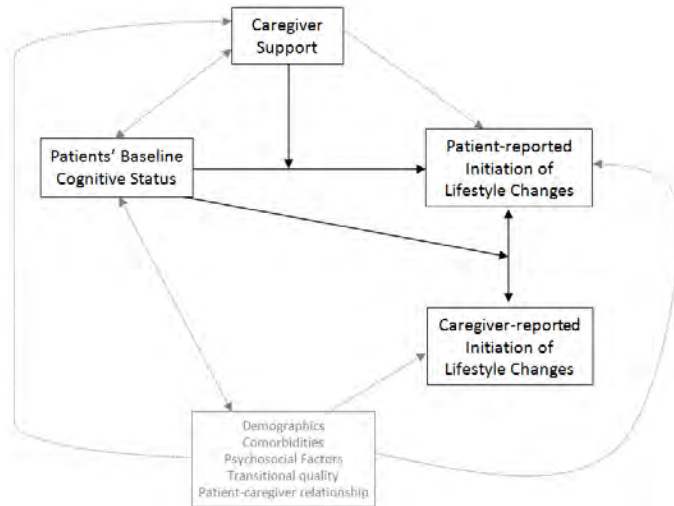 Caregiver
Support
Patients' Baseline
Cognitive Status
Patient-reported
Initiation of
Lifestyle Changes
Caregiver-reported
Initiation of
Lifestyle Changes
Demographics
Comorbidities
Psychosocial Factors
Transitional quality
Patient-caregiver relationship